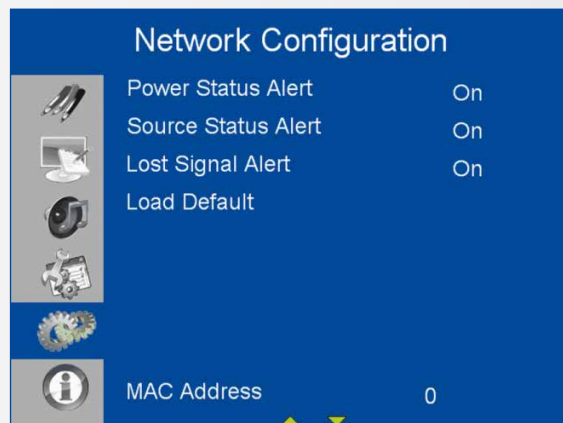 Network Configuration
Power Status Alert On
Source Status Alert On
Lost Signal Alert On
Load Default
MAC Address 0